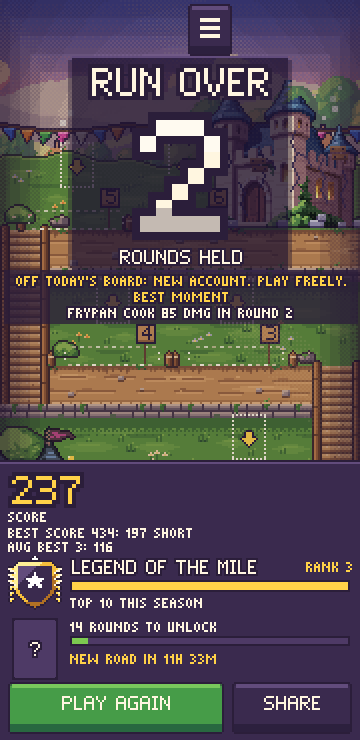 RUN OVER
5
6
2
ROUNDS HELD
OFF TODAY'S BOARD: NEW ACCOUNT. PLAY FREELY.
BEST MOMENT
FRYPAN COOK 85 DMG IN ROUND 2
4
3
237
SCORE
BEST SCORE 434: 197 SHORT
AVG BEST 3: 116
LEGEND OF THE MILE
RANK 3
TOP 10 THIS SEASON
14 ROUNDS TO UNLOCK
?
NEW ROAD IN 11H 33M
PLAY AGAIN
SHARE